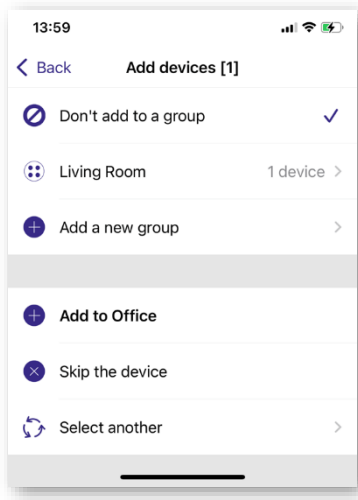 13:59
Back Add devices [1]
Don't add to a group
Living Room 1 device
Add a new group
Add to Office
Skip the device
Select another